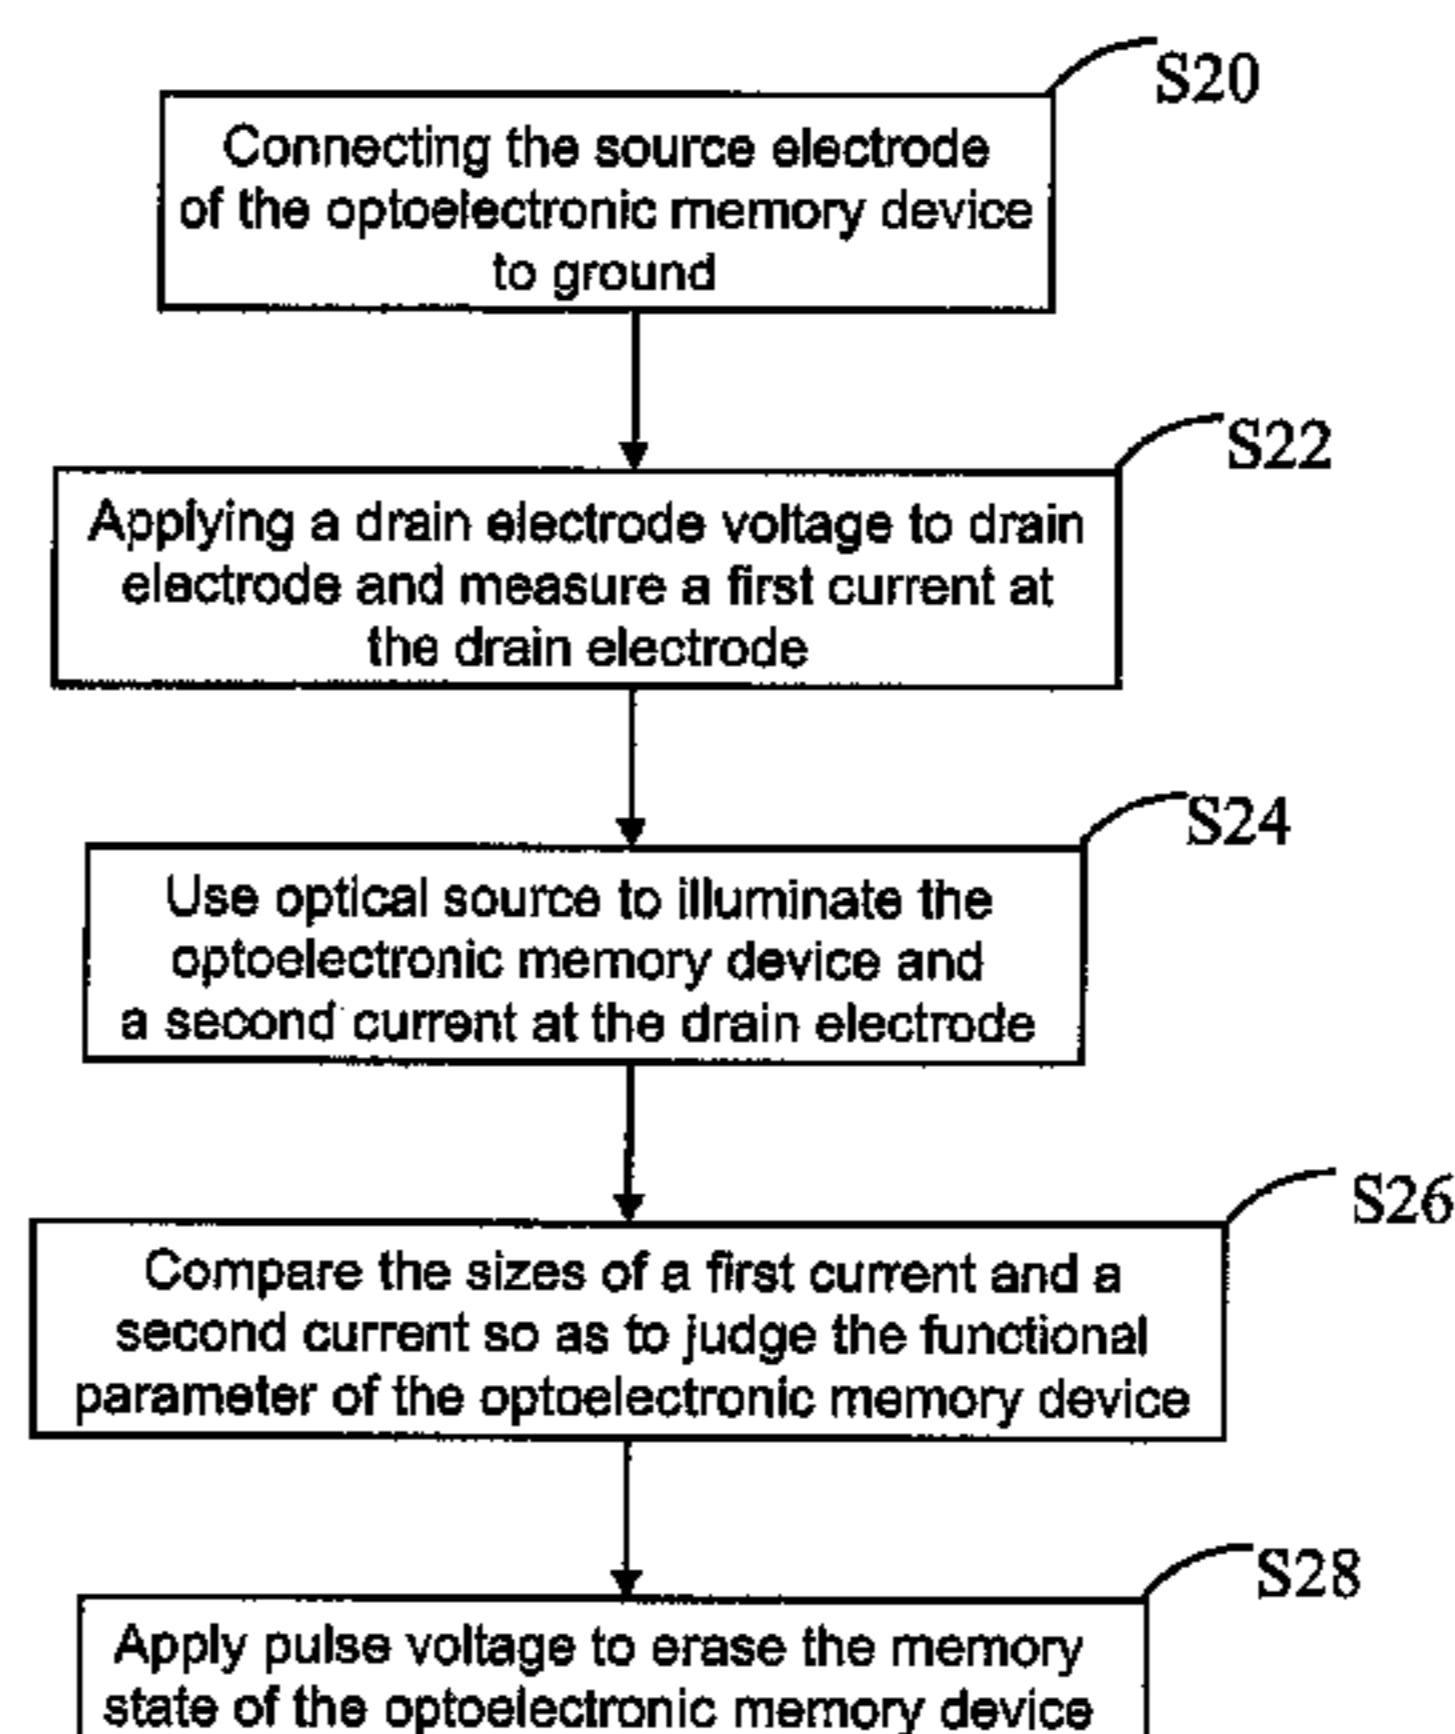 S20
Connecting the source electrode
of the optoelectronic memory device
to ground
S22
Applying a drain electrode voltage to drain
electrode and measure a first current at
the drain electrode
S24
Use optical source to illuminate the
optoelectronic memory device and
a second current at the drain electrode
S26
Compare the sizes of a first current and a
second current so as to judge the functional
parameter of the optoelectronic memory device
S28
Apply pulse voltage to erase the memory
state of the optoelectronic memory device